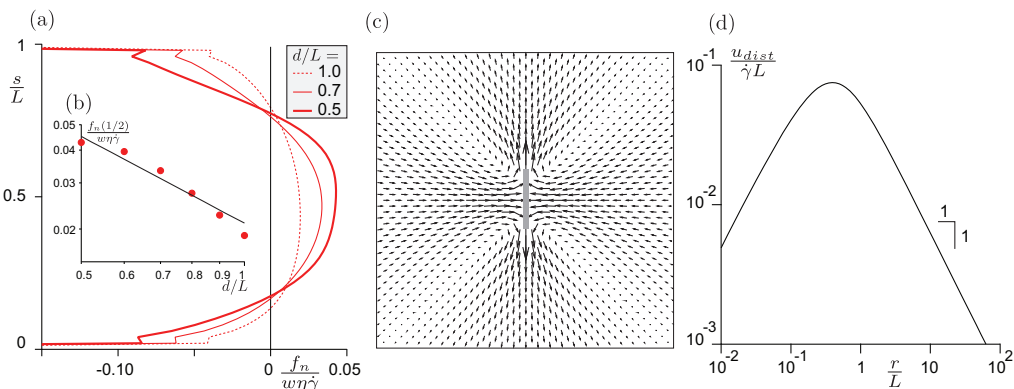 (a)
1
s/L
0.5
0
-0.10
0
0.05
f_n/wηγ̇
d/L =
1.0
0.7
0.5
(b)
f_n(1/2)/wηγ̇
0.05
0.04
0.03
0.02
0.5
0.6
0.7
0.8
0.9
1
d/L
(c)
(d)
u_dist/γ̇L
10^-1
10^-2
10^-3
1
1
10^-2
10^-1
1
10
10^2
r/L